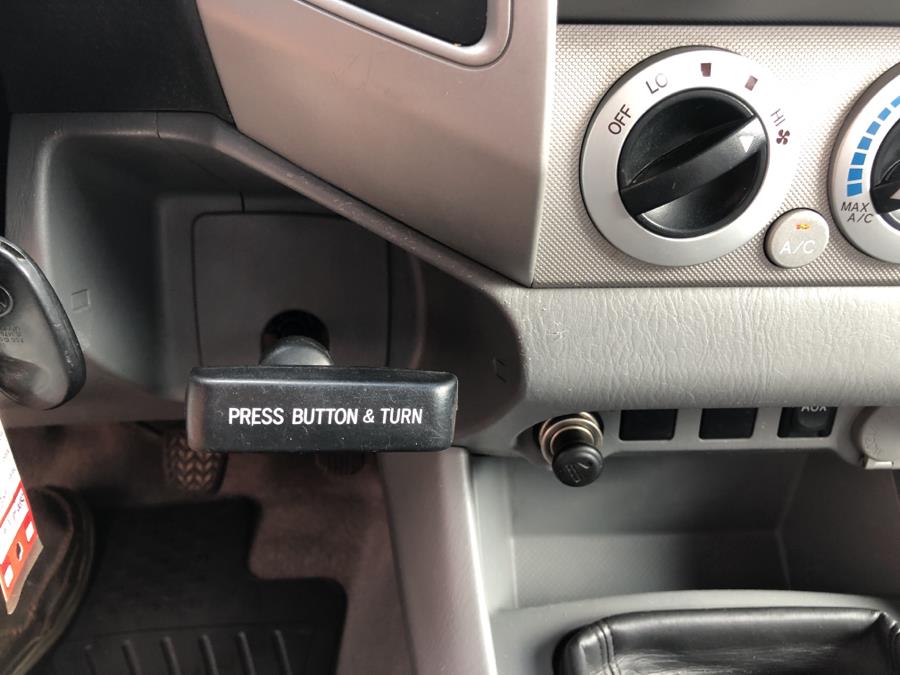 OFF
LO
HI
MAX
A/C
A/C
PRESS BUTTON & TURN
AUX